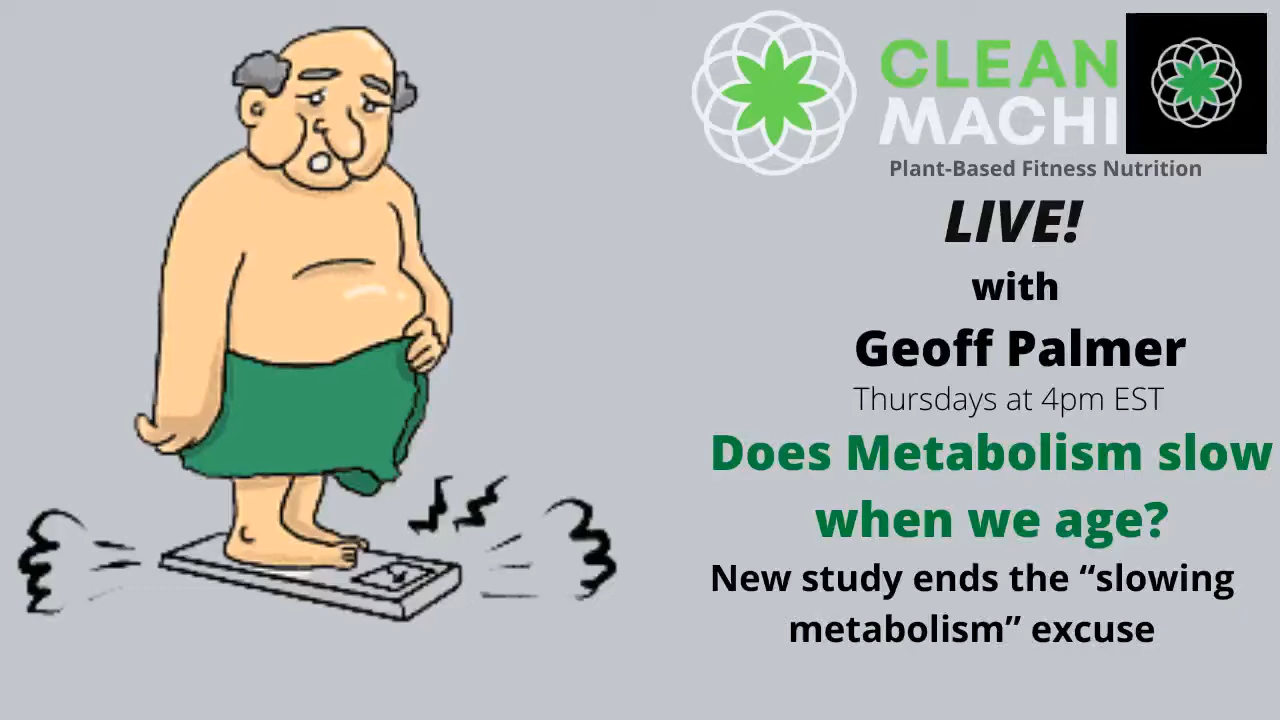 CLEAN
MACHI
Plant-Based Fitness Nutrition
LIVE!
with
Geoff Palmer
Thursdays at 4pm EST
Does Metabolism slow
when we age?
New study ends the “slowing
metabolism” excuse